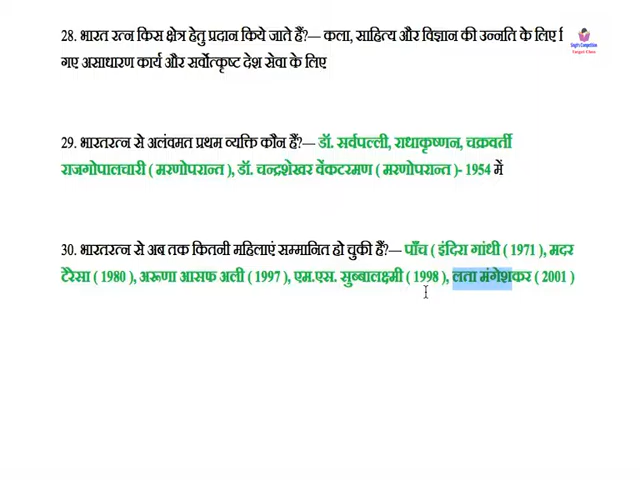 28. भारत रत्न किस क्षेत्र हेतु प्रदान किये जाते हैं?— कला, साहित्य और विज्ञान की उन्नति के लिए
गए असाधारण कार्य और सर्वोत्कृष्ट देश सेवा के लिए
29. भारतरत्न से अलंवमत प्रथम व्यक्ति कौन हैं?— डॉ. सर्वपल्ली, राधाकृष्णन, चक्रवर्ती
राजगोपालचारी ( मरणोपरान्त ), डॉ. चन्द्रशेखर वेंकटरमण ( मरणोपरान्त )- 1954 में
30. भारतरत्न से अब तक कितनी महिलाएं सम्मानित हो चुकी हैं?— पाँच ( इंदिरा गांधी ( 1971 ), मदर
टेरेसा ( 1980 ), अरूणा आसफ अली ( 1997 ), एम.एस. सुब्बालक्ष्मी ( 1998 ), लता मंगेशकर ( 2001 )